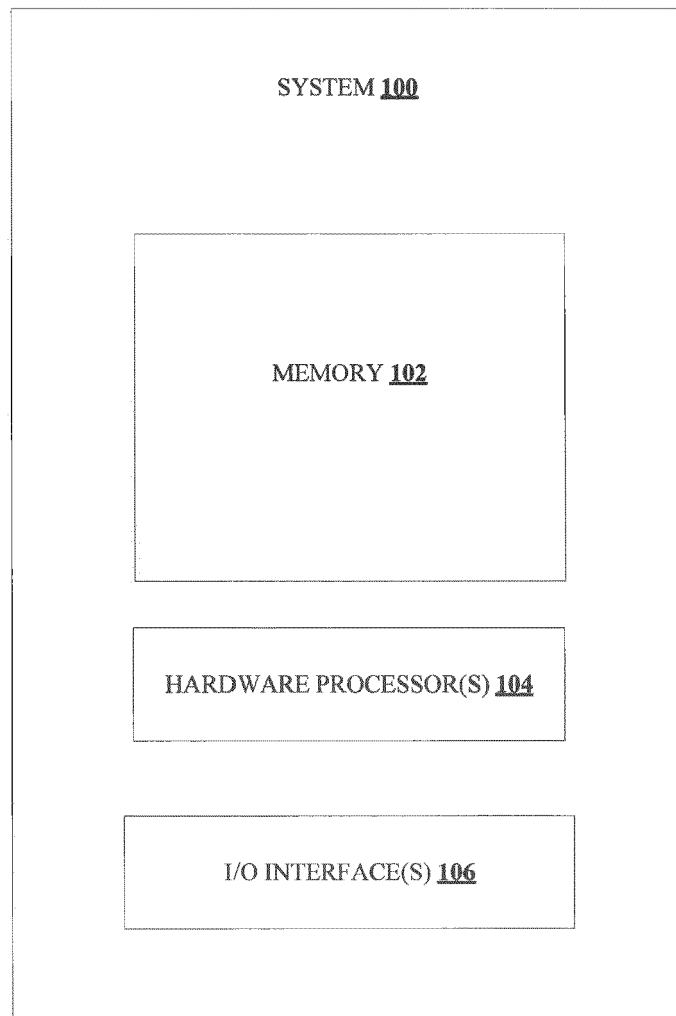 SYSTEM 100
MEMORY 102
HARDWARE PROCESSOR(S) 104
I/O INTERFACE(S) 106